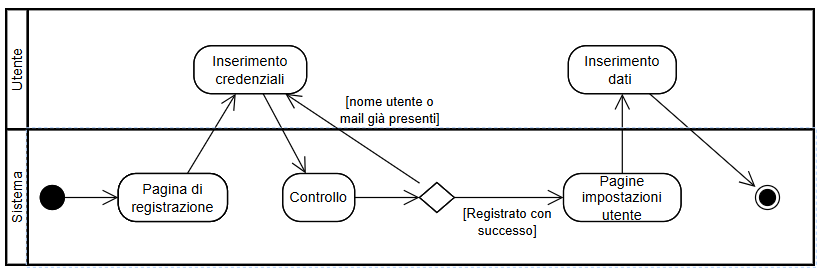 Utente
Inserimento
credenziali
Inserimento
dati
[nome utente o
mail già presenti]
Sistema
Pagina di
registrazione
Controllo
Pagine
impostazioni
utente
[Registrato con
successo]